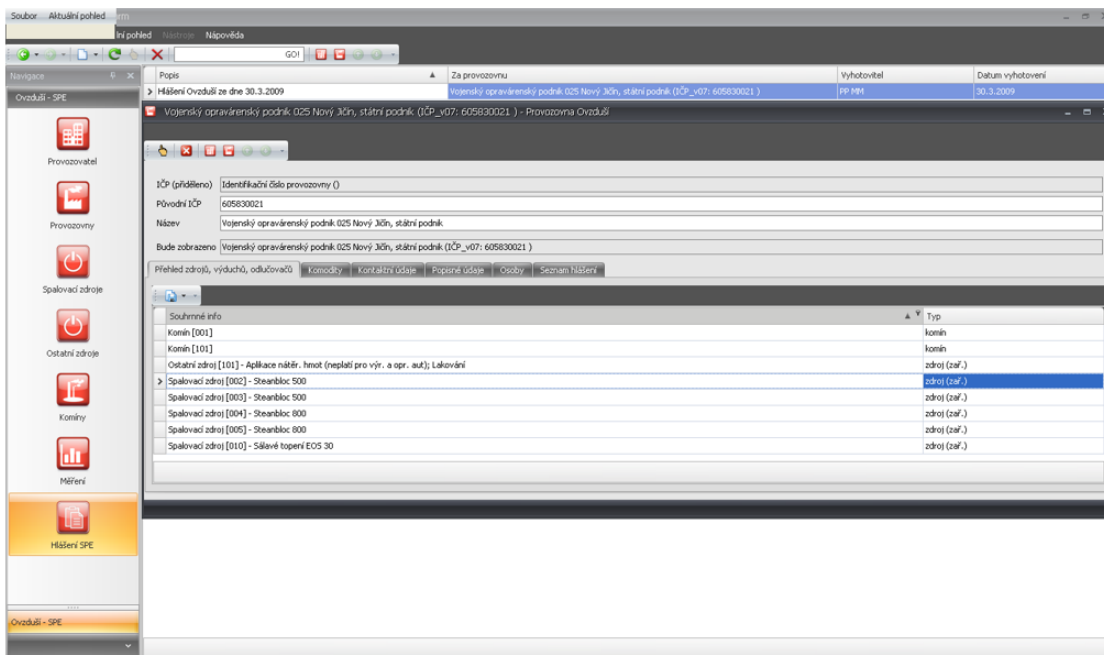 Soubor Aktuální pohled
lní pohled Nástroje Nápověda
GO!
Navigace
Popis Za provozovnu Vyhotovitel Datum vyhotovení
Ovzduší - SPE
Hlášení Ovzduší ze dne 30.3.2009 Vojenský opravárenský podnik 025 Nový Jičín, státní podnik (IČP_v07: 605830021 ) PP MM 30.3.2009
Vojenský opravárenský podnik 025 Nový Jičín, státní podnik (IČP_v07: 605830021 ) - Provozovna Ovzduší
Provozovatel
IČP (přiděleno) Identifikační číslo provozovny ()
Původní IČP 605830021
Název Vojenský opravárenský podnik 025 Nový Jičín, státní podnik
Provozovny
Bude zobrazeno Vojenský opravárenský podnik 025 Nový Jičín, státní podnik (IČP_v07: 605830021 )
Přehled zdrojů, výduchů, odlučovačů Komodity Kontaktní údaje Popisné údaje Osoby Seznam hlášení
Spalovací zdroje
Souhrnné info Typ
Komín [001] komín
Komín [101] komín
Ostatní zdroje
Ostatní zdroj [101] - Aplikace nátěr. hmot (neplatí pro výr. a opr. aut); Lakování zdroj (zař.)
Spalovací zdroj [002] - Steanbloc 500 zdroj (zař.)
Spalovací zdroj [003] - Steanbloc 500 zdroj (zař.)
Spalovací zdroj [004] - Steanbloc 800 zdroj (zař.)
Komíny
Spalovací zdroj [005] - Steanbloc 800 zdroj (zař.)
Spalovací zdroj [010] - Sálavé topení EOS 30 zdroj (zař.)
Měření
Hlášení SPE
Ovzduší - SPE